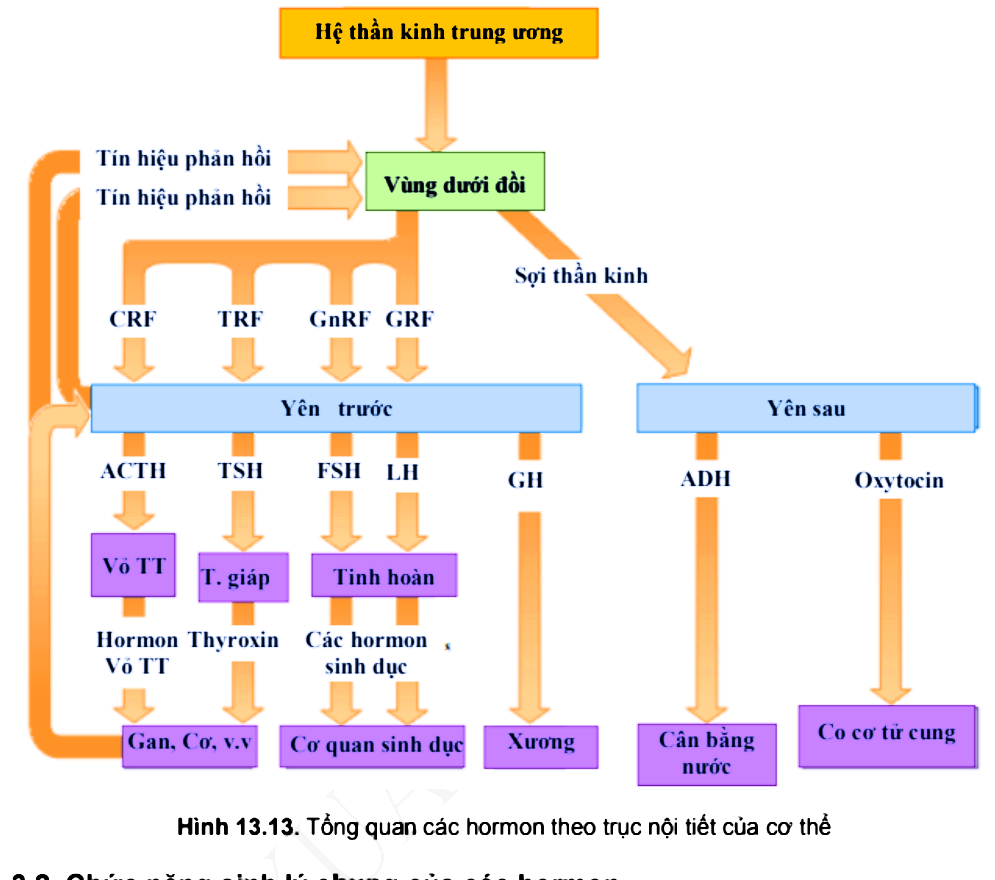 Hệ thần kinh trung ương
Tín hiệu phản hồi
Tín hiệu phản hồi
Vùng dưới đồi
Sợi thần kinh
CRF TRF GnRF GRF
Yên trước
Yên sau
ACTH TSH FSH LH GH ADH Oxytocin
Vỏ TT
T. giáp
Tinh hoàn
Hormon
Vỏ TT
Thyroxin
Các hormon
sinh dục
Gan, Cơ, v.v
Cơ quan sinh dục
Xương
Cân bằng
nước
Co cơ tử cung
Hình 13.13. Tổng quan các hormon theo trục nội tiết của cơ thể